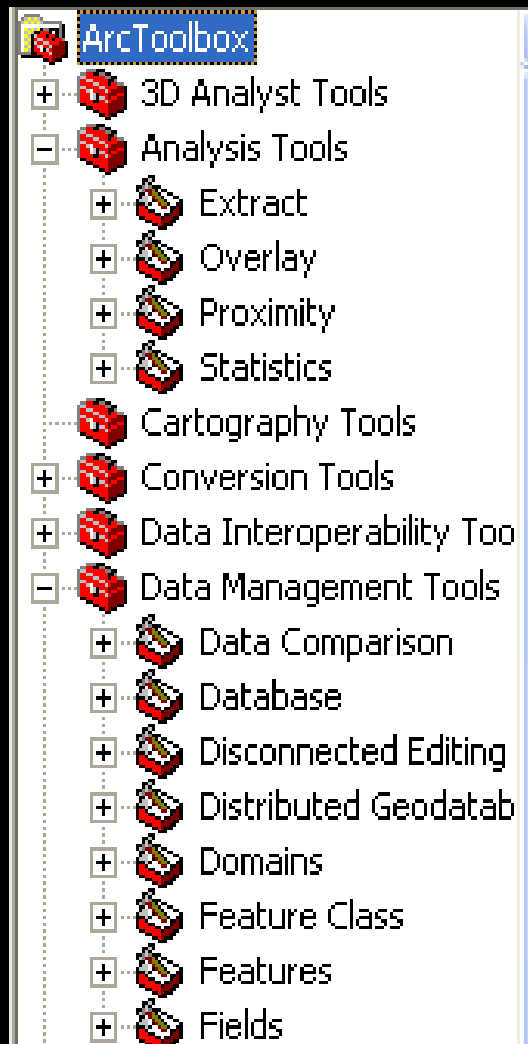 ArcToolbox
3D Analyst Tools
Analysis Tools
Extract
Overlay
Proximity
Statistics
Cartography Tools
Conversion Tools
Data Interoperability Too
Data Management Tools
Data Comparison
Database
Disconnected Editing
Distributed Geodatab
Domains
Feature Class
Features
Fields